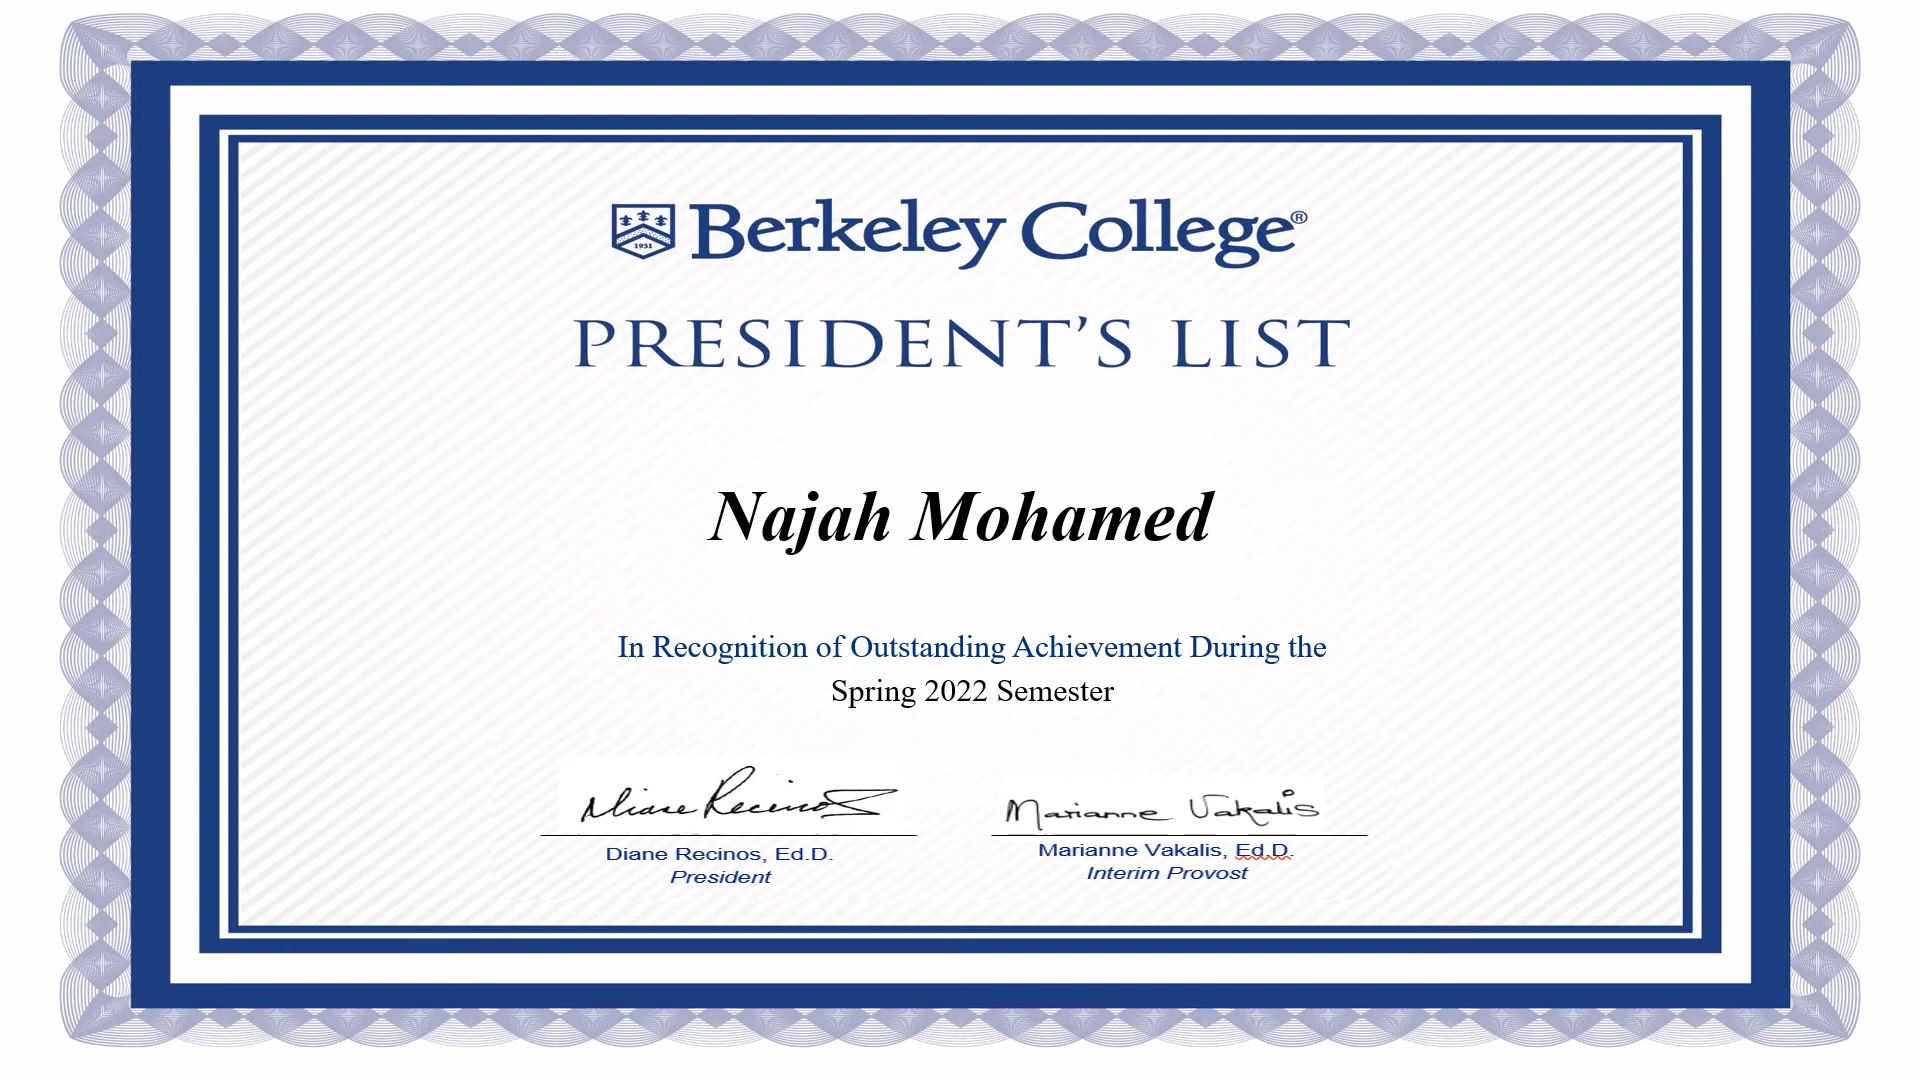 1931
Berkeley College®
PRESIDENT'S LIST
Najah Mohamed
In Recognition of Outstanding Achievement During the
Spring 2022 Semester
Diane Recinos
Marianne Vakalis
Diane Recinos, Ed.D.
President
Marianne Vakalis, Ed.D.
Interim Provost